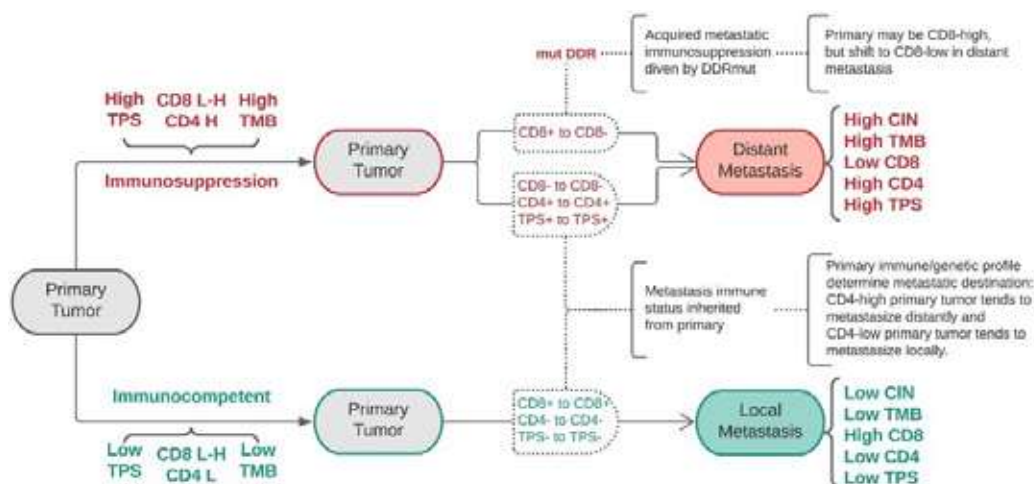 mut DDR
Acquired metastatic
immunosuppression
diven by DDRmut
Primary may be CD8-high,
but shift to CD8-low in distant
metastasis
High CD8 L-H High
TPS CD4 H TMB
Immunosuppression
Primary
Tumor
CD8+ to CD8-
CD8- to CD8-
CD4+ to CD4+
TPS+ to TPS+
Distant
Metastasis
High CIN
High TMB
Low CD8
High CD4
High TPS
Primary
Tumor
Metastasis immune
status inherited
from primary
Primary immune/genetic profile
determine metastatic destination:
CD4-high primary tumor tends to
metastasize distantly and
CD4-low primary tumor tends to
metastasize locally.
Immunocompetent
Low CD8 L-H Low
TPS CD4 L TMB
Primary
Tumor
CD8+ to CD8+
CD4- to CD4-
TPS- to TPS-
Local
Metastasis
Low CIN
Low TMB
High CD8
Low CD4
Low TPS